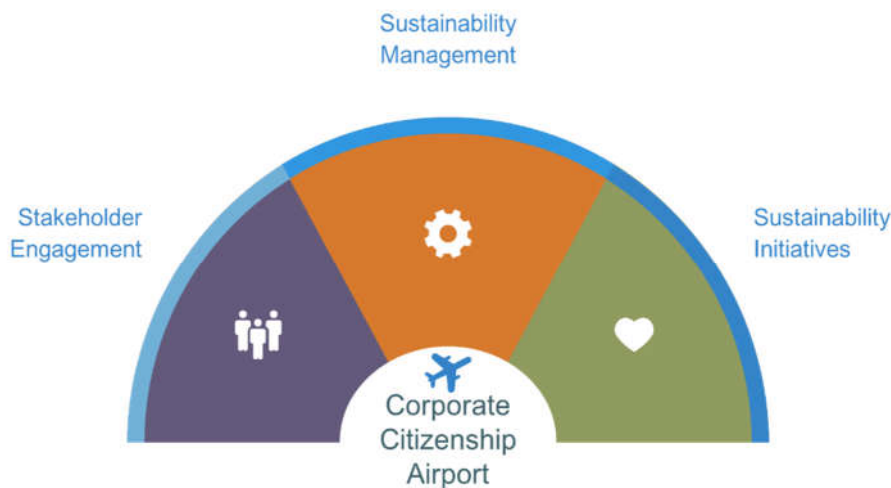 Sustainability
Management
Stakeholder
Engagement
Sustainability
Initiatives
Corporate
Citizenship
Airport